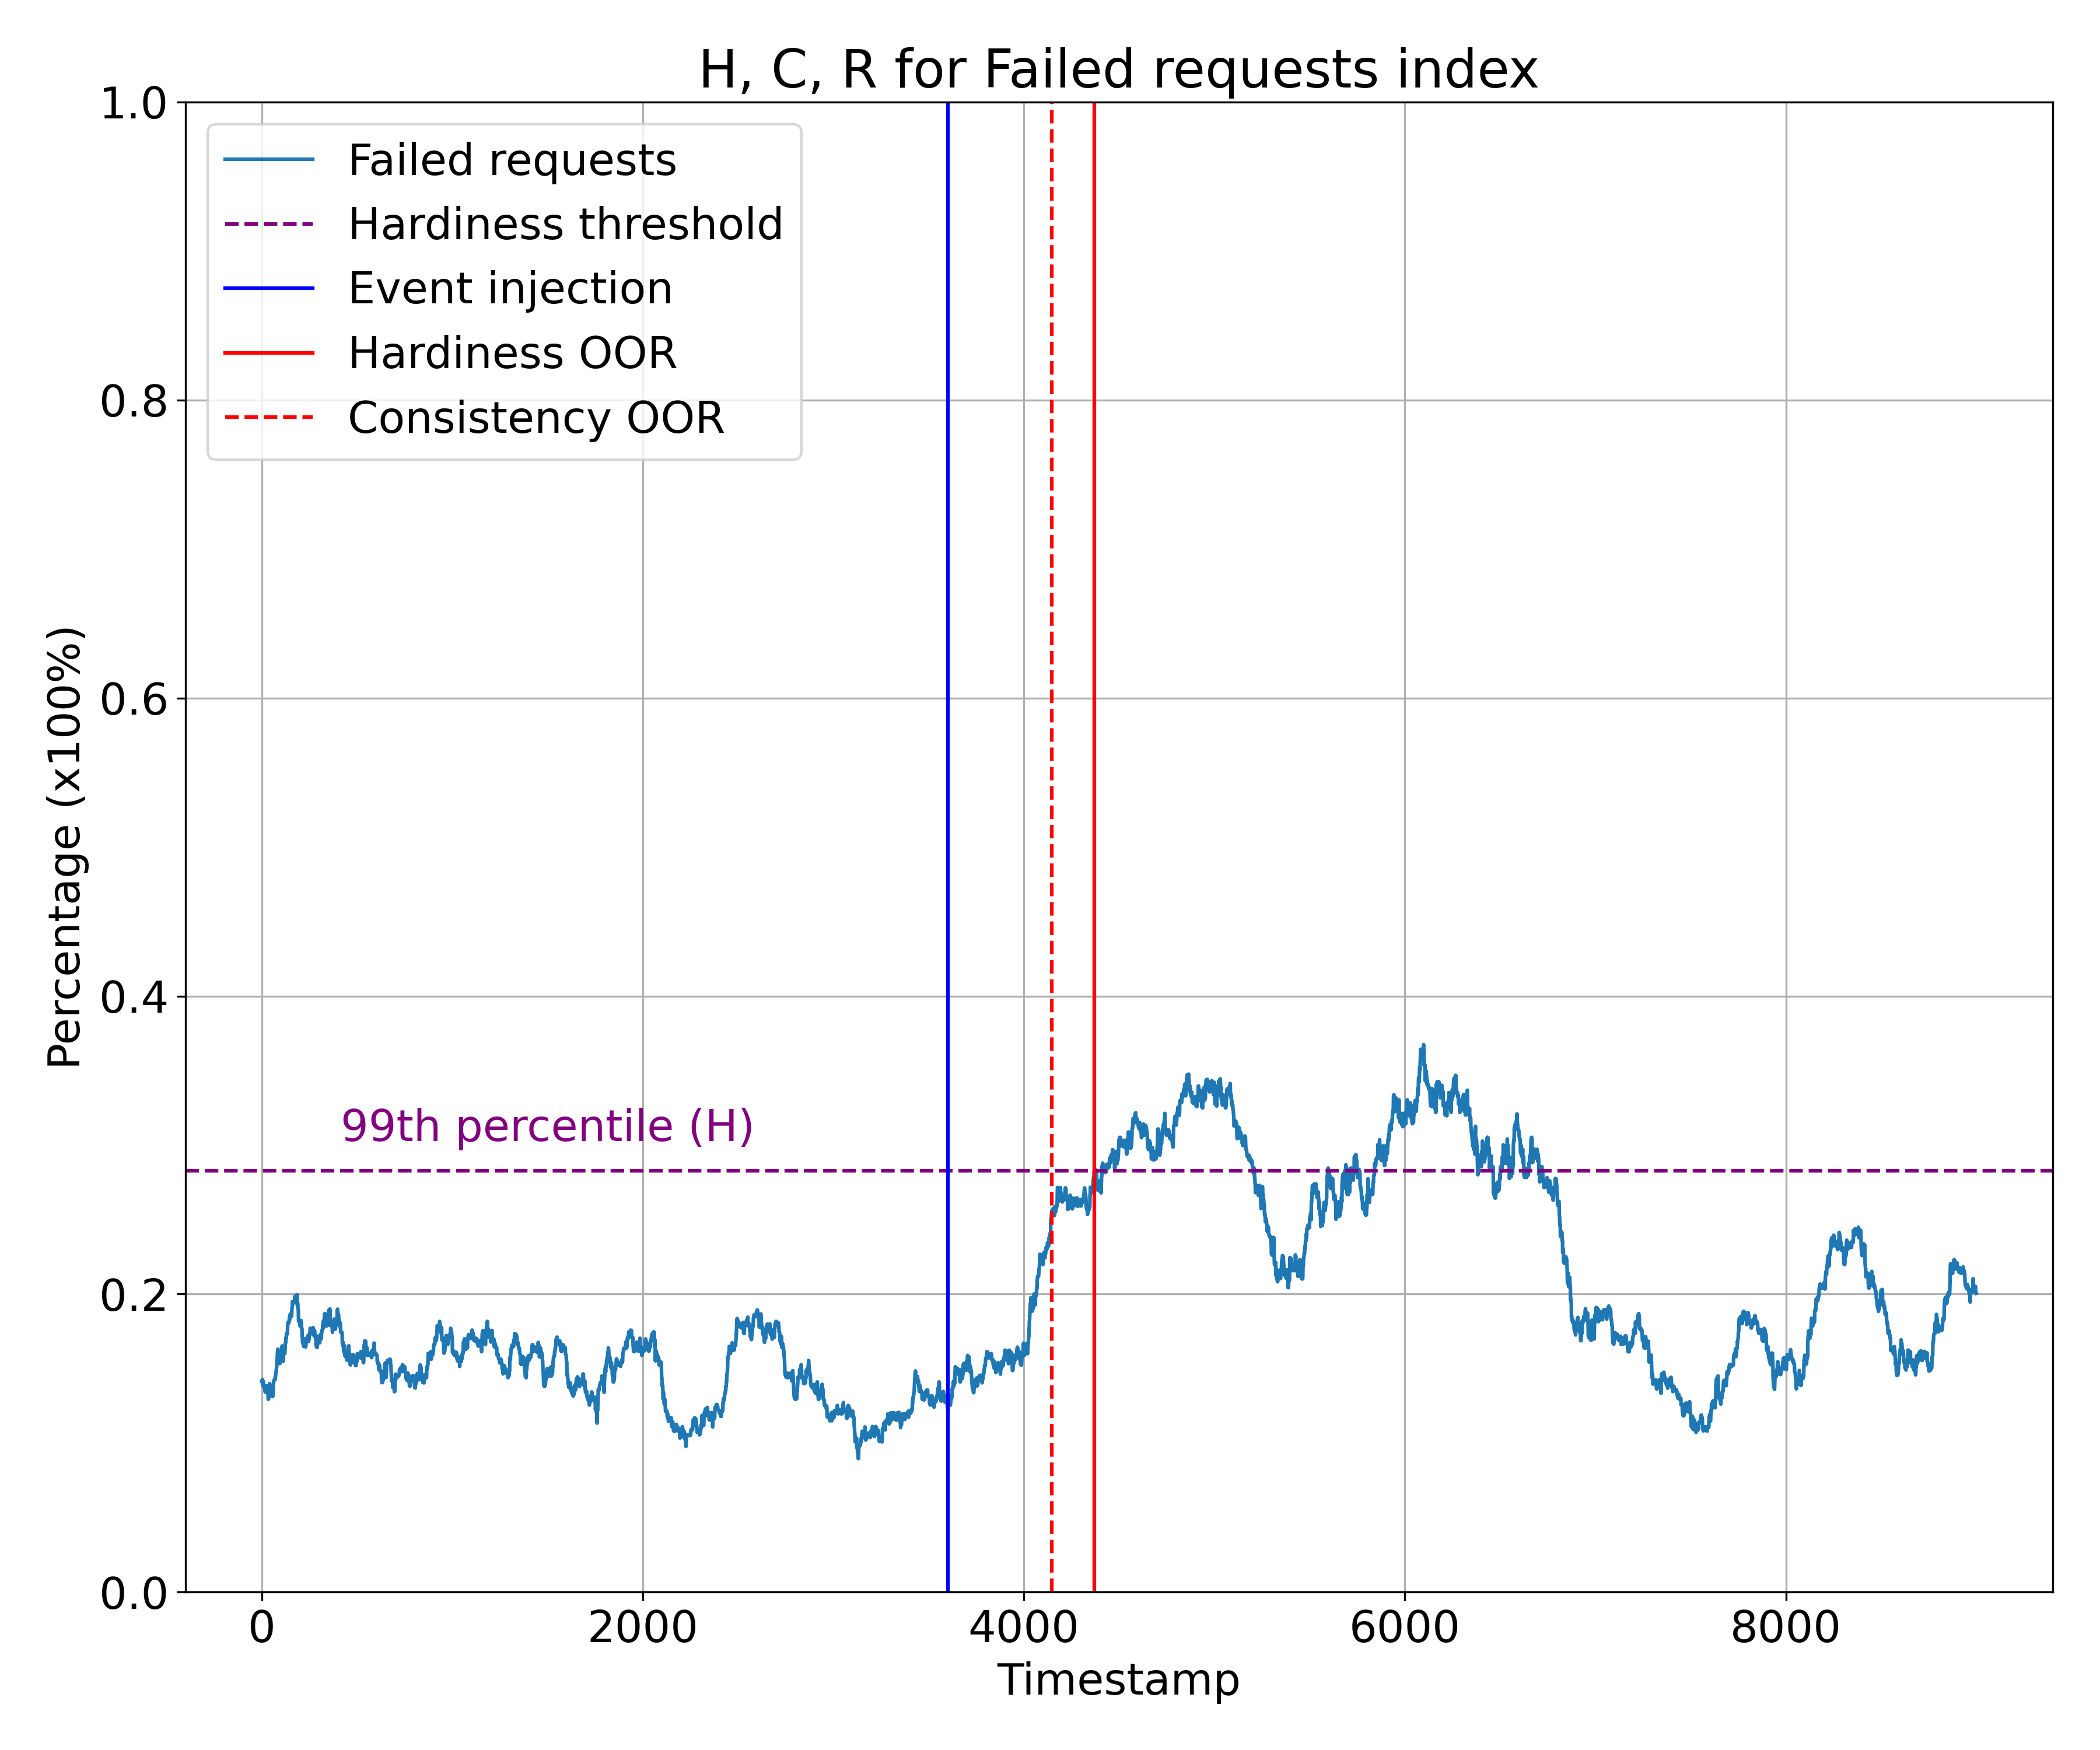 H, C, R for Failed requests index
1.0
0.8
0.6
0.4
0.2
0.0
Percentage (x100%)
Failed requests
Hardiness threshold
Event injection
Hardiness OOR
Consistency OOR
99th percentile (H)
0 2000 4000 6000 8000
Timestamp